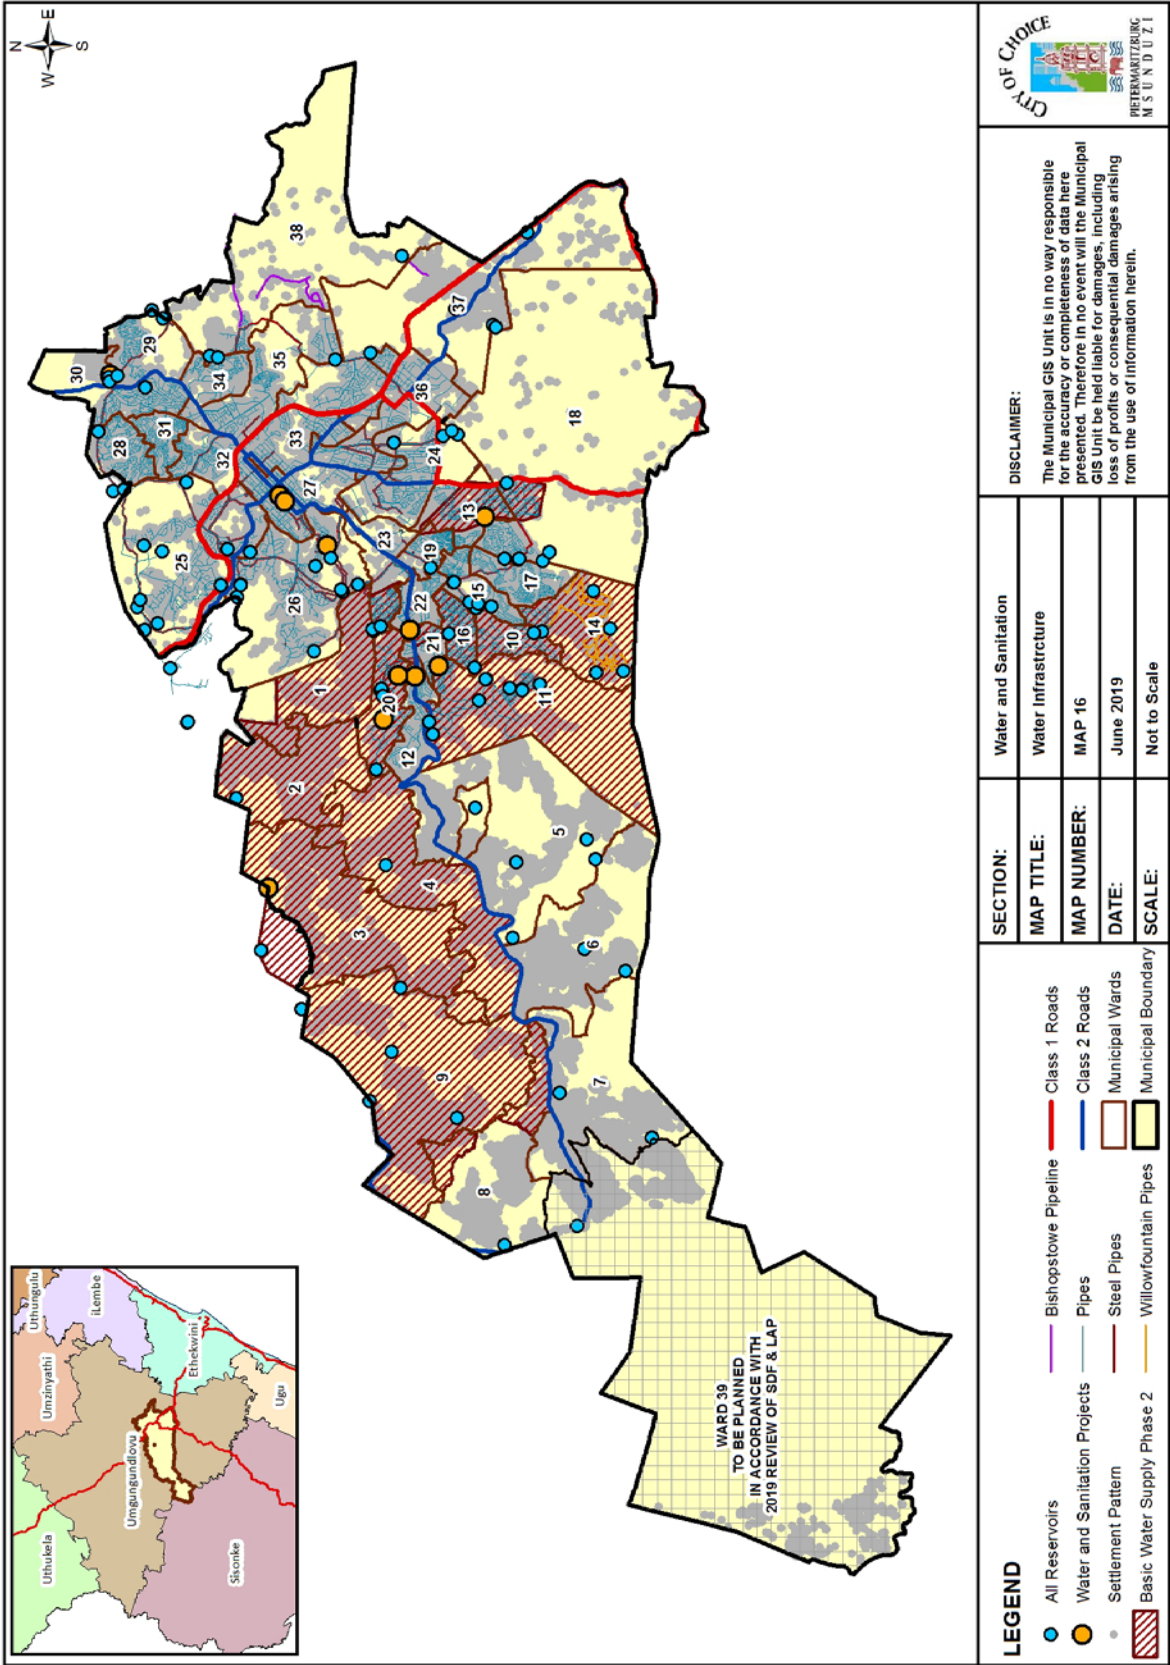 N
E
S
W
Uthungulu
Umzinyathi
iLembe
Uthukela
Ethekwini
Umgungundlovu
Ugu
Sisonke
38
30
29
34
35
37
28
31
32
33
36
18
24
27
25
13
23
19
26
22
15
17
16
21
10
14
1
20
11
12
2
5
4
3
6
9
7
8
WARD 39
TO BE PLANNED
IN ACCORDANCE WITH
2019 REVIEW OF SDF & LAP
LEGEND
All Reservoirs
Water and Sanitation Projects
Settlement Pattern
Basic Water Supply Phase 2
Bishopstowe Pipeline
Pipes
Steel Pipes
Willowfountain Pipes
Class 1 Roads
Class 2 Roads
Municipal Wards
Municipal Boundary
SECTION: Water and Sanitation
MAP TITLE: Water Infrastrcture
MAP NUMBER: MAP 16
DATE: June 2019
SCALE: Not to Scale
DISCLAIMER:
The Municipal GIS Unit is in no way responsible
for the accuracy or completeness of data here
presented. Therefore in no event will the Municipal
GIS Unit be held liable for damages, including
loss of profits or consequential damages arising
from the use of information herein.
CITY OF CHOICE
PIETERMARITZBURG
MSUNDUZI